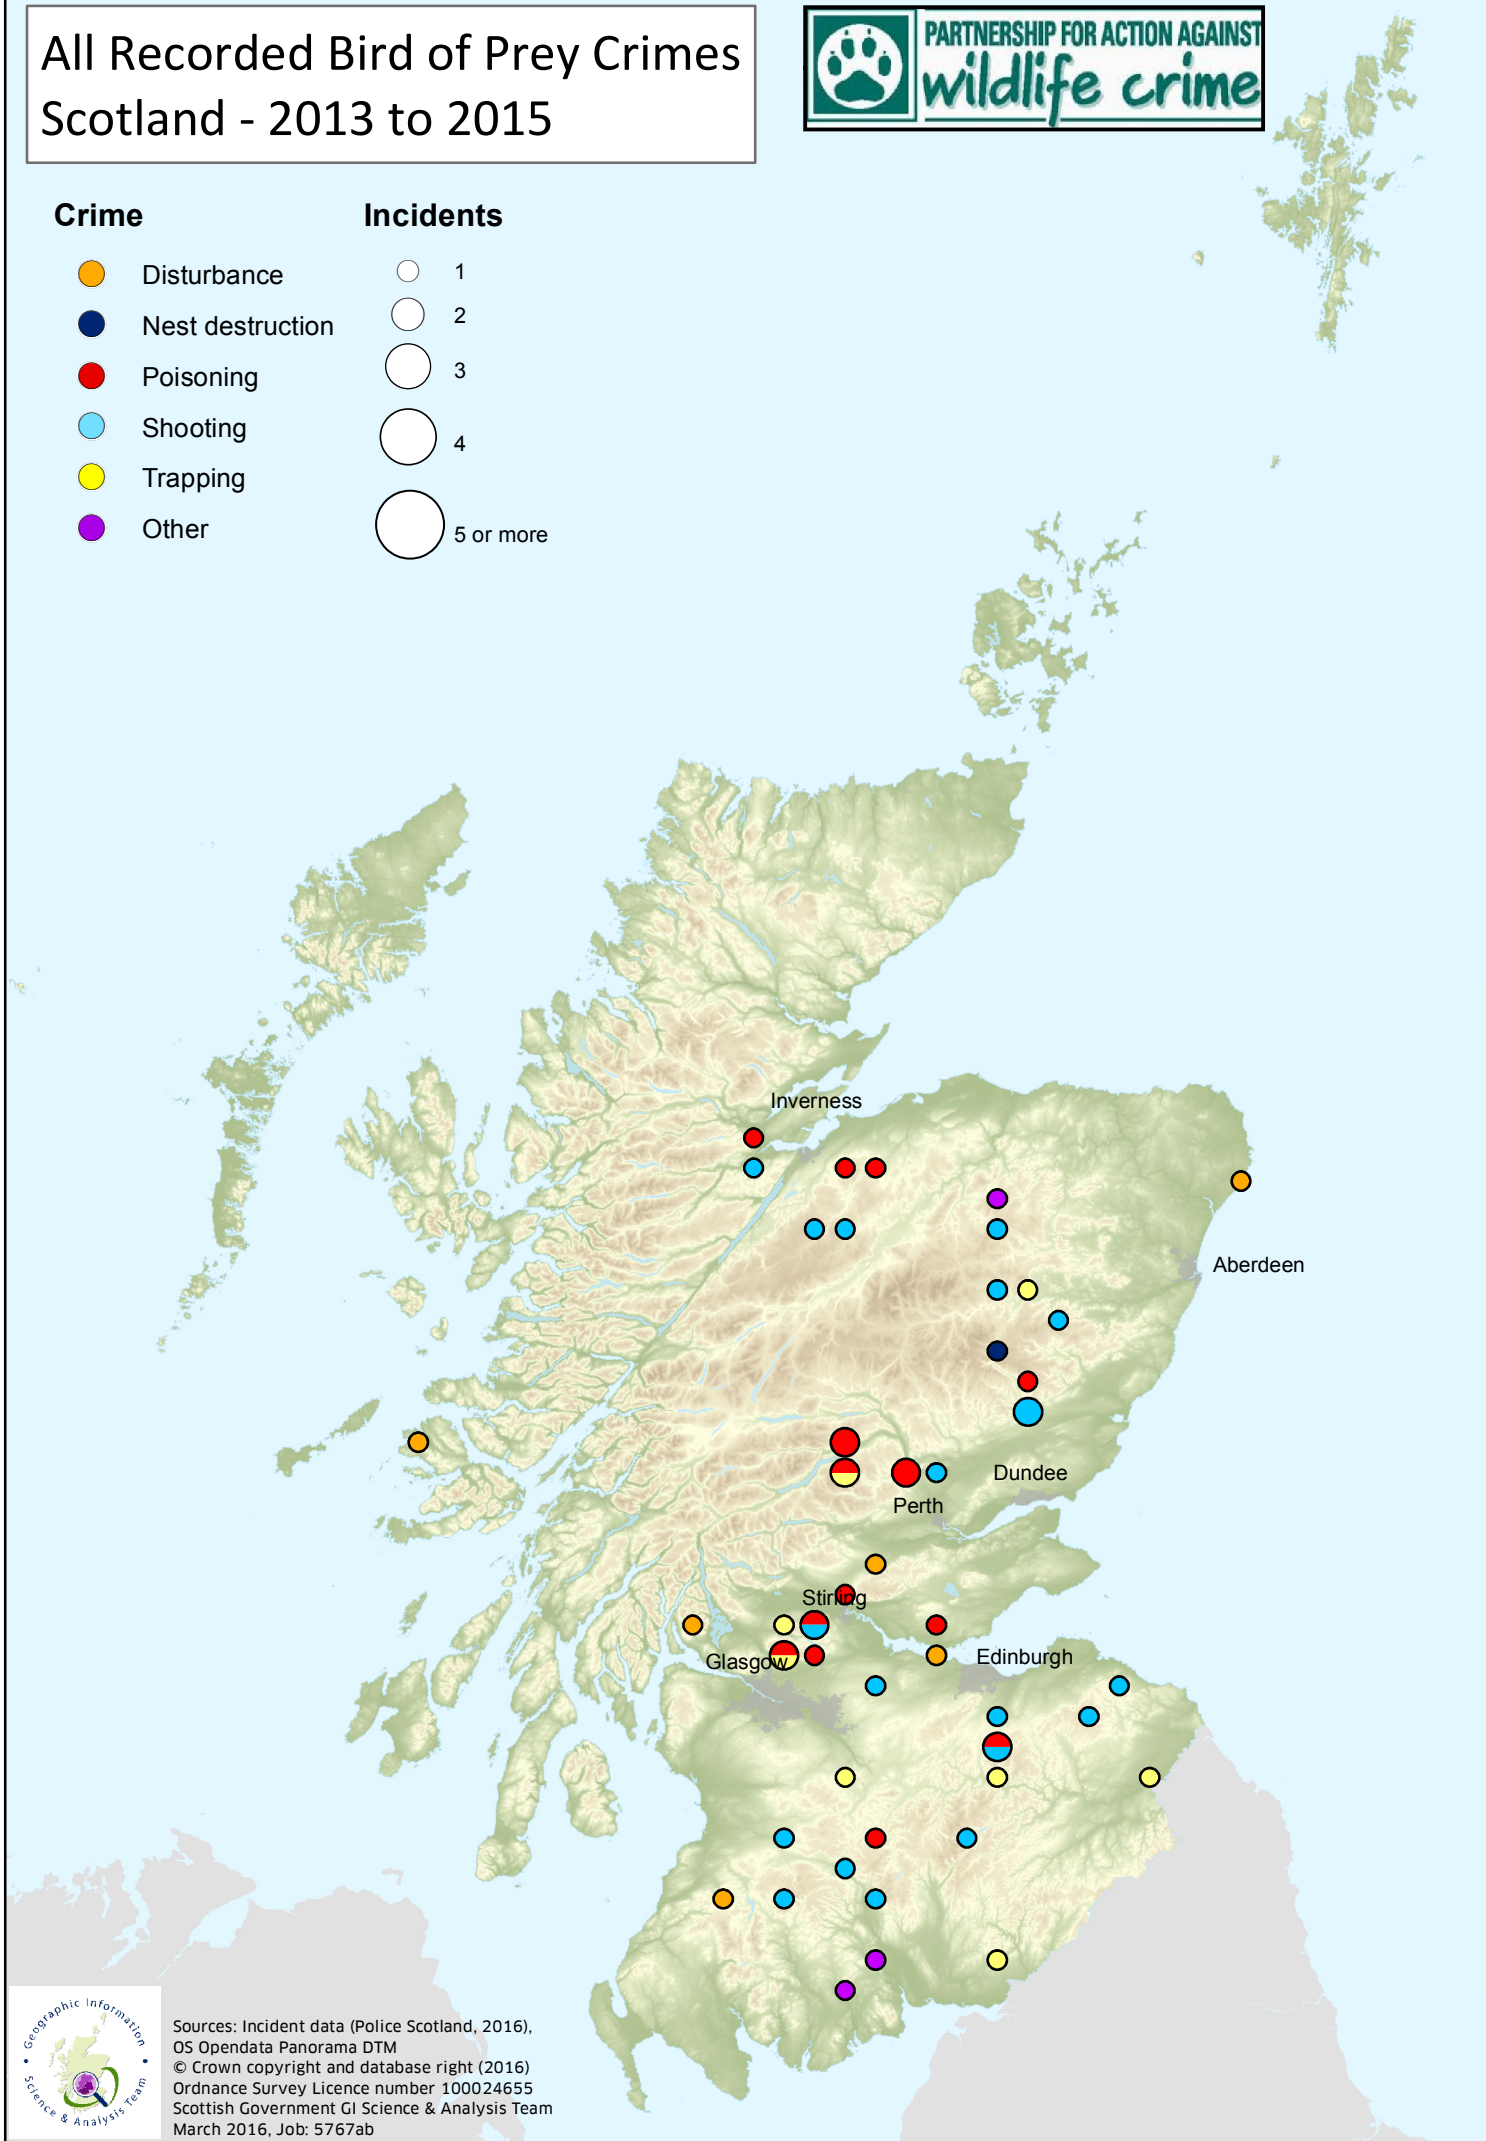 All Recorded Bird of Prey Crimes
Scotland - 2013 to 2015
PARTNERSHIP FOR ACTION AGAINST
wildlife crime
Crime
Incidents
Disturbance
Nest destruction
Poisoning
Shooting
Trapping
Other
1
2
3
4
5 or more
Inverness
Aberdeen
Dundee
Perth
Stirling
Glasgow
Edinburgh
Geographic Information
Science & Analysis Team
Sources: Incident data (Police Scotland, 2016),
OS Opendata Panorama DTM
© Crown copyright and database right (2016)
Ordnance Survey Licence number 100024655
Scottish Government GI Science & Analysis Team
March 2016, Job: 5767ab